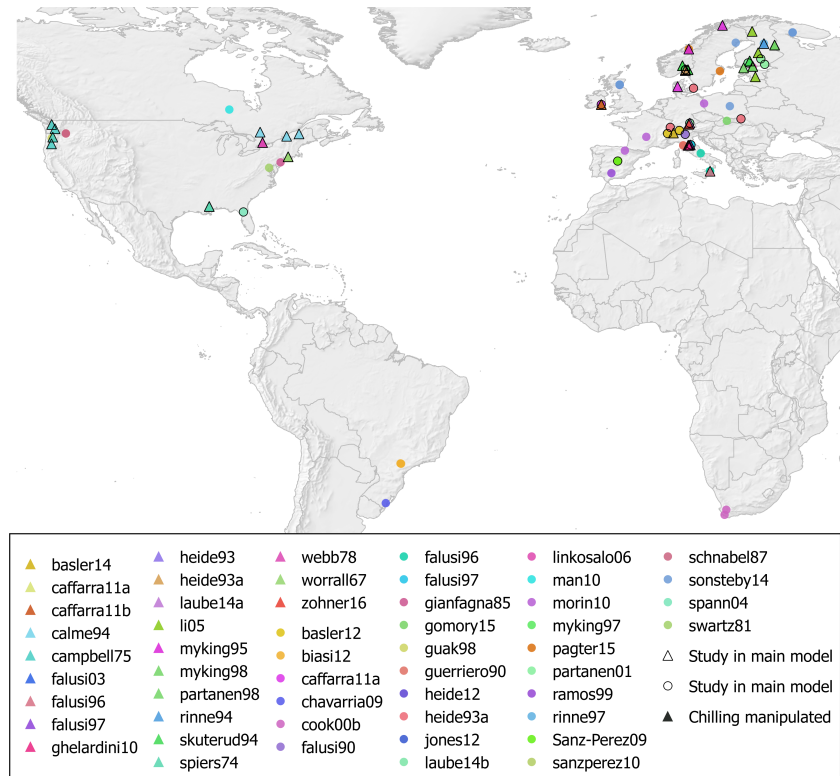 basler14
caffarra11a
caffarra11b
calme94
campbell75
falusi03
falusi96
falusi97
ghelardini10
heide93
heide93a
laube14a
li05
myking95
myking98
partanen98
rinne94
skuterud94
spiers74
webb78
worrall67
zohner16
basler12
biasi12
caffarra11a
chavarria09
cook00b
falusi90
falusi96
falusi97
gianfagna85
gomory15
guak98
guerriero90
heide12
heide93a
jones12
laube14b
linkosalo06
man10
morin10
myking97
pagter15
partanen01
ramos99
rinne97
Sanz-Perez09
sanzperez10
schnabel87
sonsteby14
spann04
swartz81
Study in main model
Study in main model
Chilling manipulated